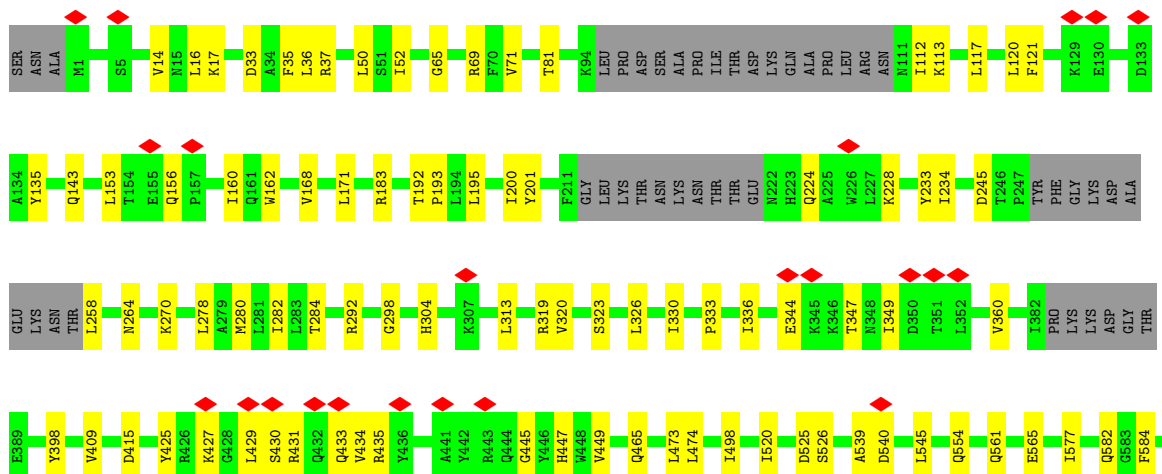 SER ASN ALA M1 S5 V14 N15 L16 K17 D33 A34 F35 L36 R37 L50 S51 I52 G65 R69 F70 V71 T81 K94 LEU PRO ASP SER ALA PRO ILE THR ASP LYS GLN ALA PRO LEU ARG ASN N111 I112 K113 L117 L120 F121 K129 E130 D133
A134 Y135 Q143 L153 T154 E155 Q156 P157 I160 Q161 W162 V168 L171 R183 T192 P193 L194 L195 I200 Y201 F211 GLY LEU LYS THR ASN LYS ASN THR THR GLU N222 H223 Q224 A225 W226 L227 K228 Y233 I234 D245 T246 P247 TYR PHE GLY LYS ASP ALA
GLU LYS ASN THR L258 N264 K270 L278 A279 M280 L281 I282 L283 T284 R292 G298 H304 K307 L313 R319 V320 S323 L326 I330 P333 I336 E344 K345 K346 T347 N348 I349 D350 T351 L352 V360 I382 PRO LYS LYS ASP GLY THR
E389 Y398 V409 D415 Y425 R426 K427 G428 L429 S430 R431 Q432 Q433 V434 R435 Y436 A441 Y442 R443 Q444 G445 Y446 H447 W448 V449 Q465 L473 L474 I498 I520 D525 S526 A539 D540 L545 Q554 Q561 E565 I577 Q582 G583 F584